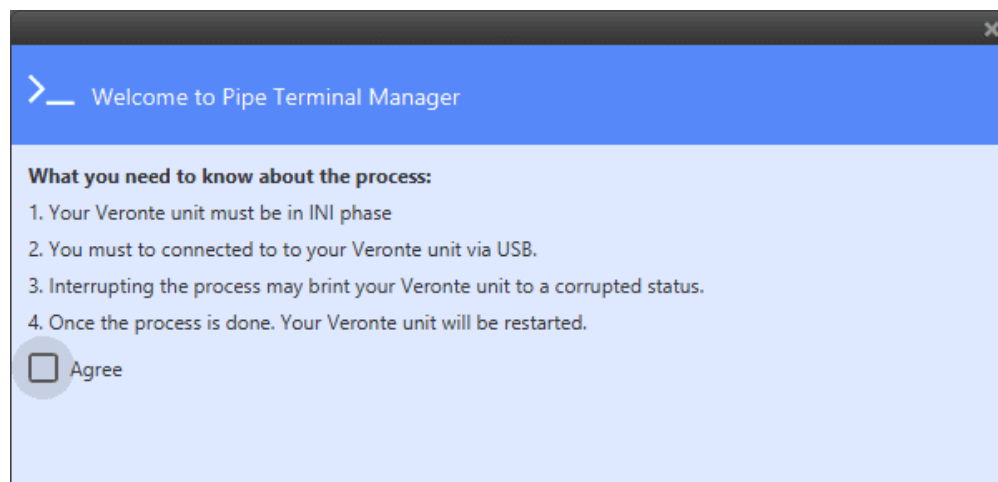 Welcome to Pipe Terminal Manager
What you need to know about the process:
1. Your Veronte unit must be in INI phase
2. You must to connected to to your Veronte unit via USB.
3. Interrupting the process may brint your Veronte unit to a corrupted status.
4. Once the process is done. Your Veronte unit will be restarted.
Agree